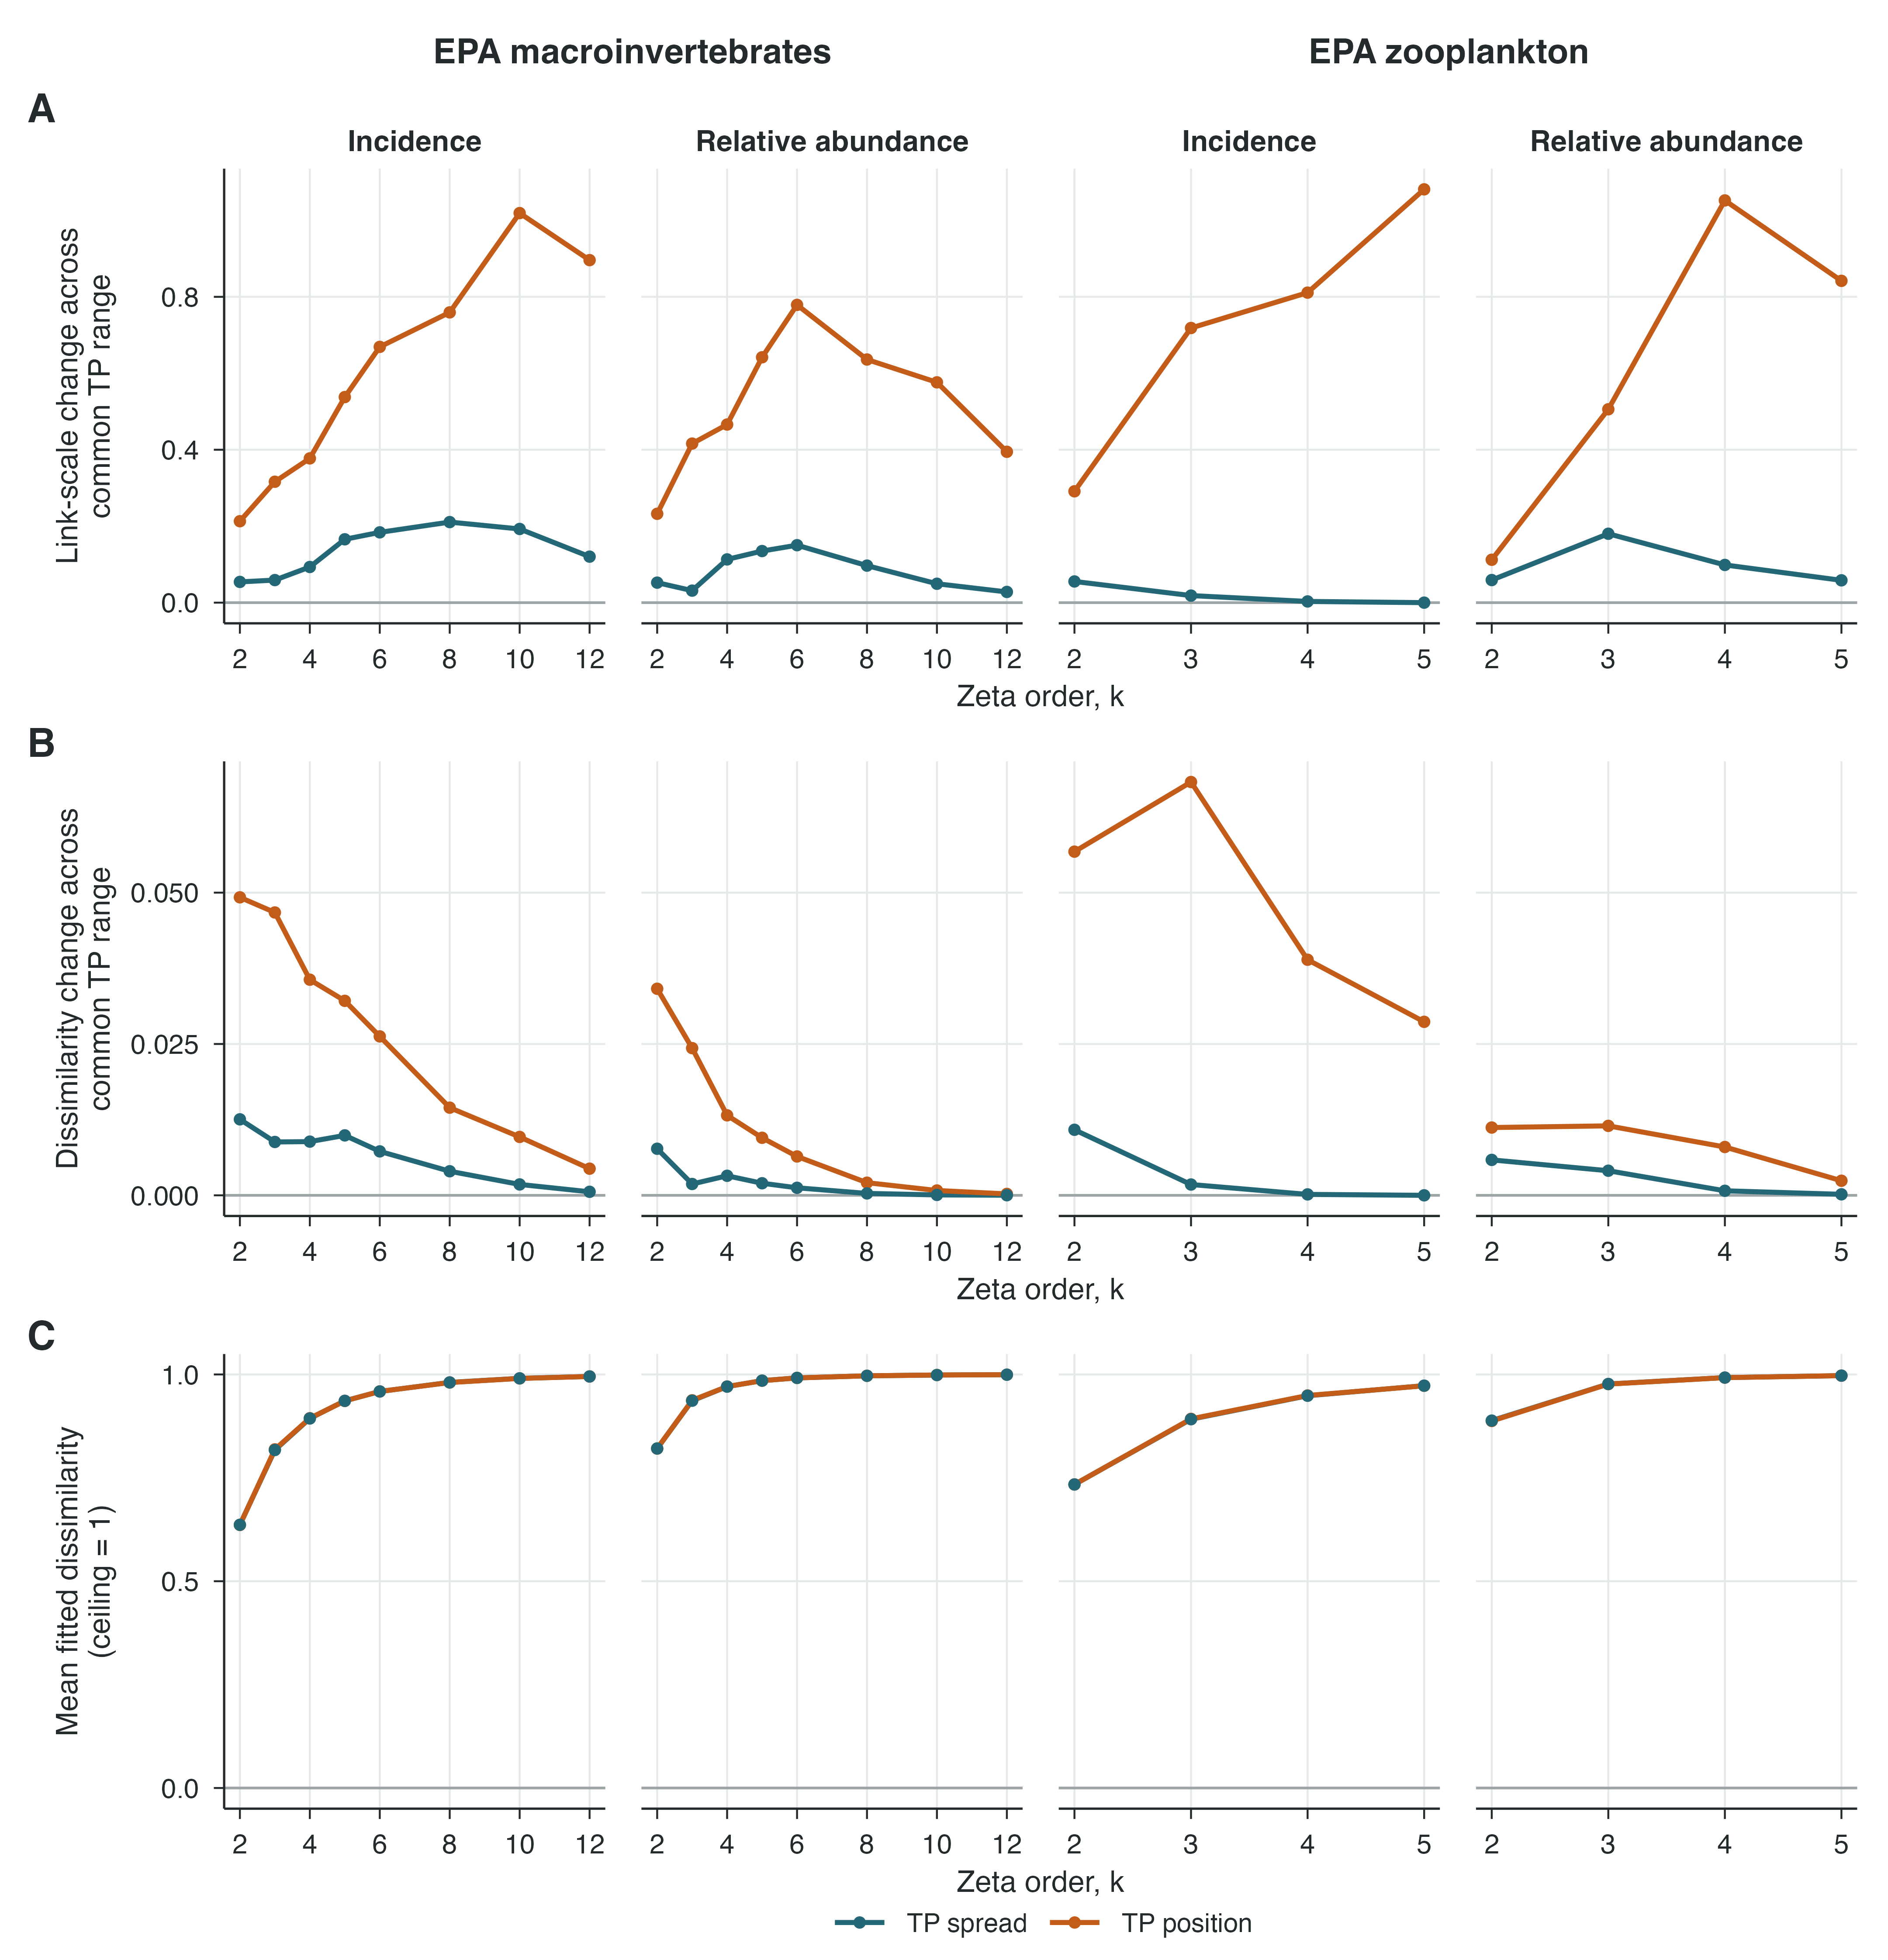 EPA macroinvertebrates
EPA zooplankton
A
Incidence
Relative abundance
Incidence
Relative abundance
Link-scale change across
common TP range
0.8
0.4
0.0
2 4 6 8 10 12
2 4 6 8 10 12
2 3 4 5
2 3 4 5
Zeta order, k
B
Dissimilarity change across
common TP range
0.050
0.025
0.000
2 4 6 8 10 12
2 4 6 8 10 12
2 3 4 5
2 3 4 5
Zeta order, k
C
Mean fitted dissimilarity
(ceiling = 1)
1.0
0.5
0.0
2 4 6 8 10 12
2 4 6 8 10 12
2 3 4 5
2 3 4 5
Zeta order, k
TP spread
TP position